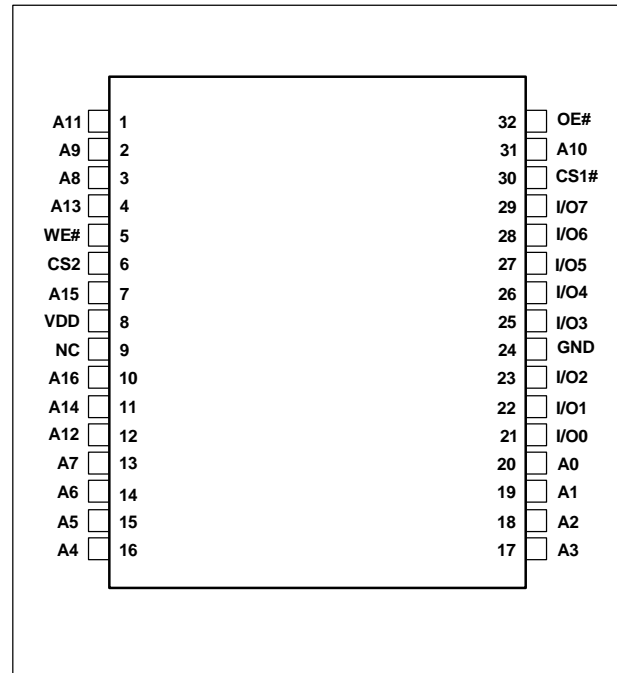 A11 1 32 OE#
A9 2 31 A10
A8 3 30 CS1#
A13 4 29 I/O7
WE# 5 28 I/O6
CS2 6 27 I/O5
A15 7 26 I/O4
VDD 8 25 I/O3
NC 9 24 GND
A16 10 23 I/O2
A14 11 22 I/O1
A12 12 21 I/O0
A7 13 20 A0
A6 14 19 A1
A5 15 18 A2
A4 16 17 A3